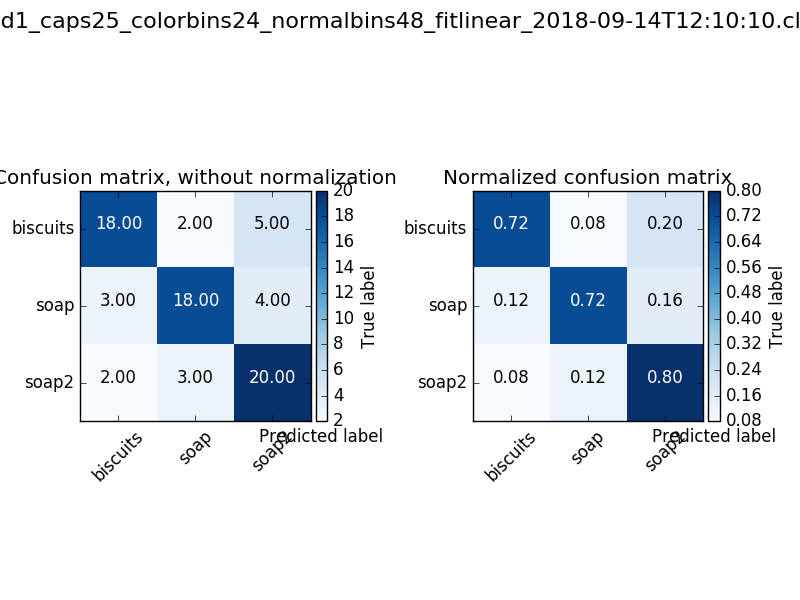 d1_caps25_colorbins24_normalbins48_fitlinear_2018-09-14T12:10:10.cl
Confusion matrix, without normalization
biscuits 18.00 2.00 5.00
soap 3.00 18.00 4.00
soap2 2.00 3.00 20.00
biscuits soap soap2
Predicted label
20
18
16
14
12
10
8
6
4
2
True label
Normalized confusion matrix
biscuits 0.72 0.08 0.20
soap 0.12 0.72 0.16
soap2 0.08 0.12 0.80
biscuits soap soap2
Predicted label
0.80
0.72
0.64
0.56
0.48
0.40
0.32
0.24
0.16
0.08
True label